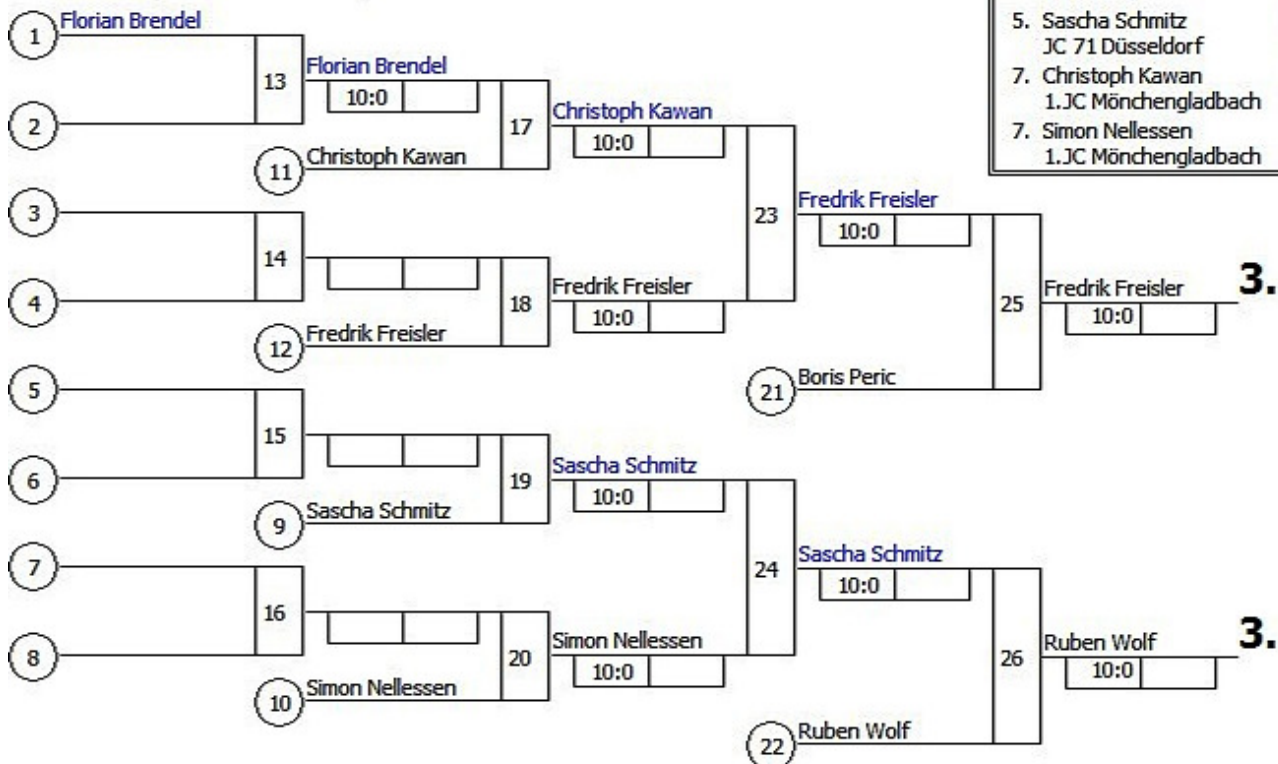 5. Sascha Schmitz
JC 71 Düsseldorf
7. Christoph Kawan
1.JC Mönchengladbach
7. Simon Nellessen
1.JC Mönchengladbach
1 Florian Brendel
13
Florian Brendel
10:0
2
17
Christoph Kawan
10:0
11 Christoph Kawan
3
23
Fredrik Freisler
10:0
14
4
18
Fredrik Freisler
10:0
12 Fredrik Freisler
25
Fredrik Freisler
10:0
3.
5
21 Boris Peric
15
6
19
Sascha Schmitz
10:0
9 Sascha Schmitz
7
24
Sascha Schmitz
10:0
16
8
20
Simon Nellessen
10:0
10 Simon Nellessen
26
Ruben Wolf
10:0
3.
22 Ruben Wolf